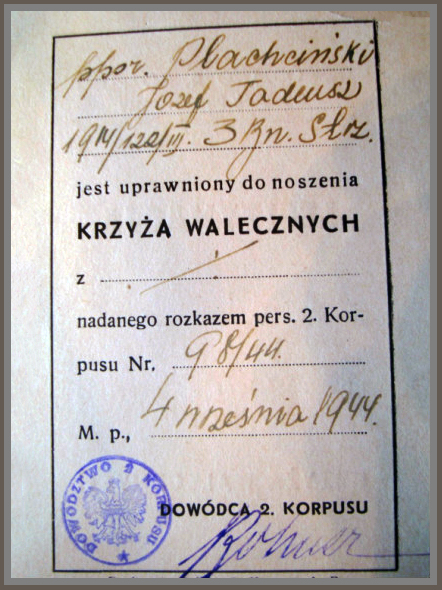 ppor. Płachciński
Józef Tadeusz
1914/122/III. 3 Bn. Strz.
jest uprawniony do noszenia
KRZYŻA WALECZNYCH
z
nadanego rozkazem pers. 2. Kor-
pusu Nr. 98/44.
M. p., 4 września 1944.
DOWÓDZTWO 2 KORPUSU
DOWÓDCA 2. KORPUSU